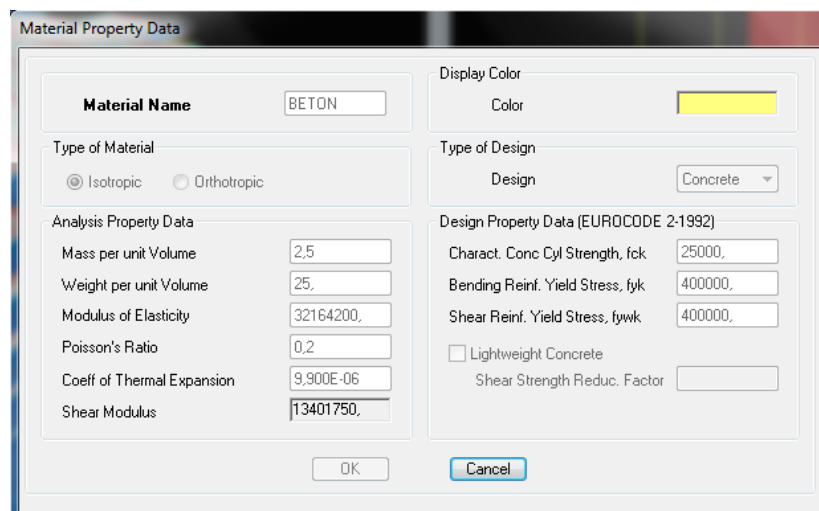 Material Property Data
Material Name
BETON
Display Color
Color
Type of Material
Isotropic
Orthotropic
Type of Design
Design
Concrete
Analysis Property Data
Mass per unit Volume
2,5
Weight per unit Volume
25,
Modulus of Elasticity
32164200,
Poisson's Ratio
0,2
Coeff of Thermal Expansion
9,900E-06
Shear Modulus
13401750,
Design Property Data (EUROCODE 2-1992)
Charact. Conc Cyl Strength, fck
25000,
Bending Reinf. Yield Stress, fyk
400000,
Shear Reinf. Yield Stress, fywk
400000,
Lightweight Concrete
Shear Strength Reduc. Factor
OK
Cancel